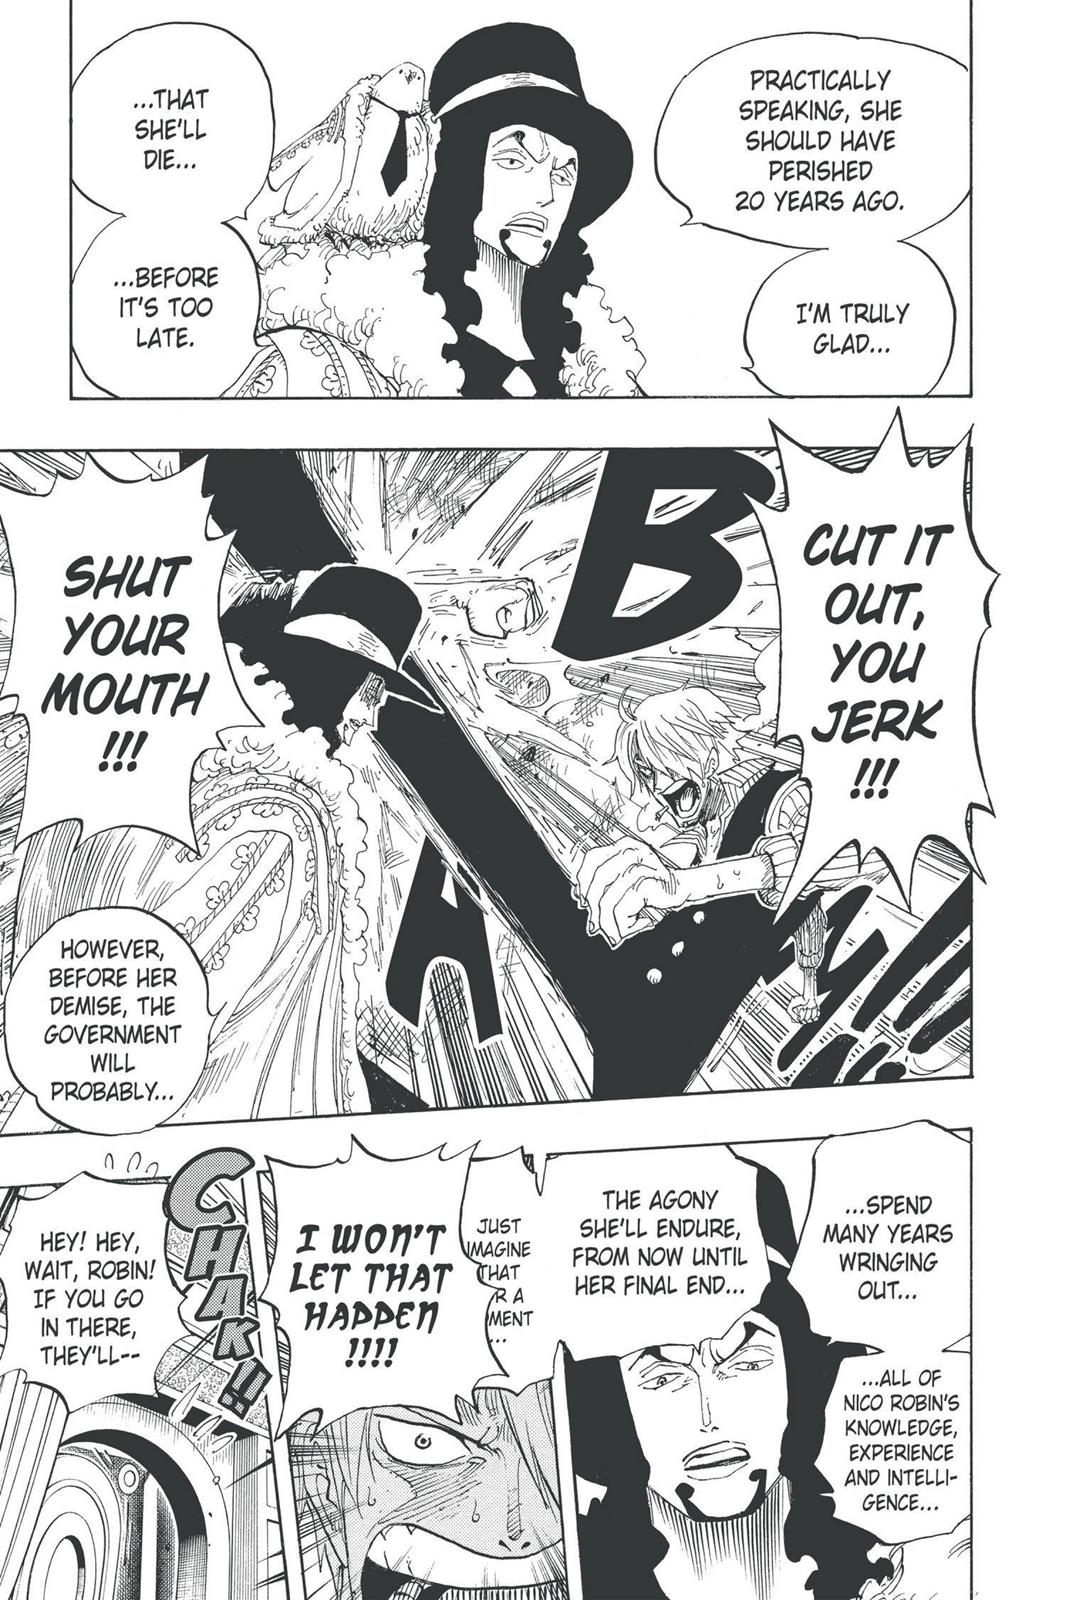 PRACTICALLY
SPEAKING, SHE
SHOULD HAVE
PERISHED
20 YEARS AGO.
I'M TRULY
GLAD...
...THAT
SHE'LL
DIE...
...BEFORE
IT'S TOO
LATE.
CUT IT
OUT,
YOU
JERK
!!!
BA
SHUT
YOUR
MOUTH
!!!
HOWEVER,
BEFORE HER
DEMISE, THE
GOVERNMENT
WILL
PROBABLY...
...SPEND
MANY YEARS
WRINGING
OUT...
...ALL OF
NICO ROBIN'S
KNOWLEDGE,
EXPERIENCE
AND INTELLI-
GENCE...
THE AGONY
SHE'LL ENDURE,
FROM NOW UNTIL
HER FINAL END...
JUST
IMAGINE
THAT
R A
MENT
...
I WON'T
LET THAT
HAPPEN
!!!!
CHAK!!
HEY! HEY,
WAIT, ROBIN!
IF YOU GO
IN THERE,
THEY'LL--